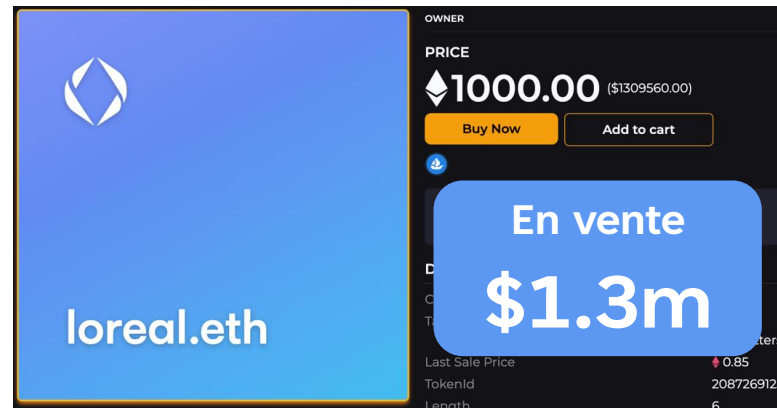 loreal.eth
OWNER
PRICE
1000.00 ($1309560.00)
Buy Now Add to cart
En vente
$1.3m
Last Sale Price 0.85
TokenId 208726912
Length 6